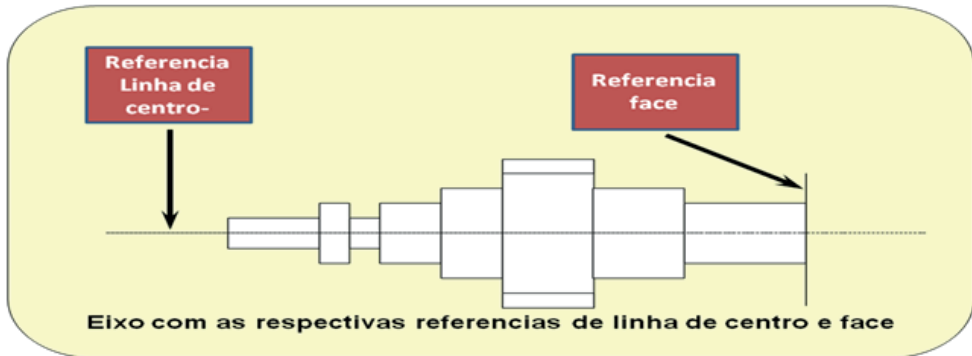 Referencia
Linha de
centro-
Referencia
face
Eixo com as respectivas referencias de linha de centro e face